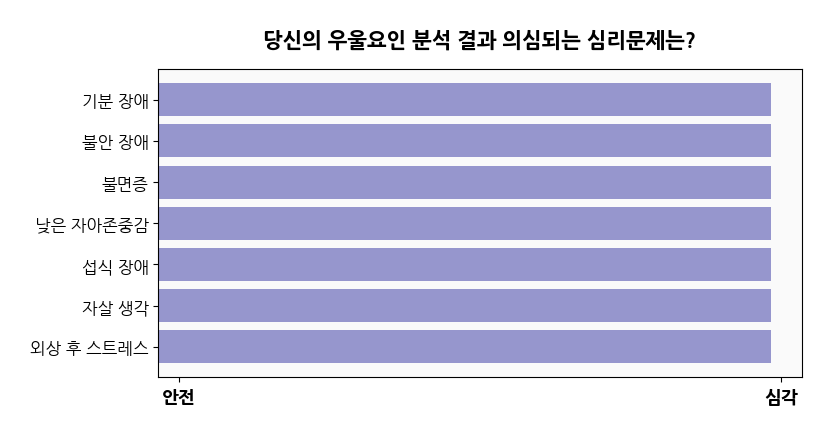 당신의 우울요인 분석 결과 의심되는 심리문제는?
기분 장애
불안 장애
불면증
낮은 자아존중감
섭식 장애
자살 생각
외상 후 스트레스
안전
심각